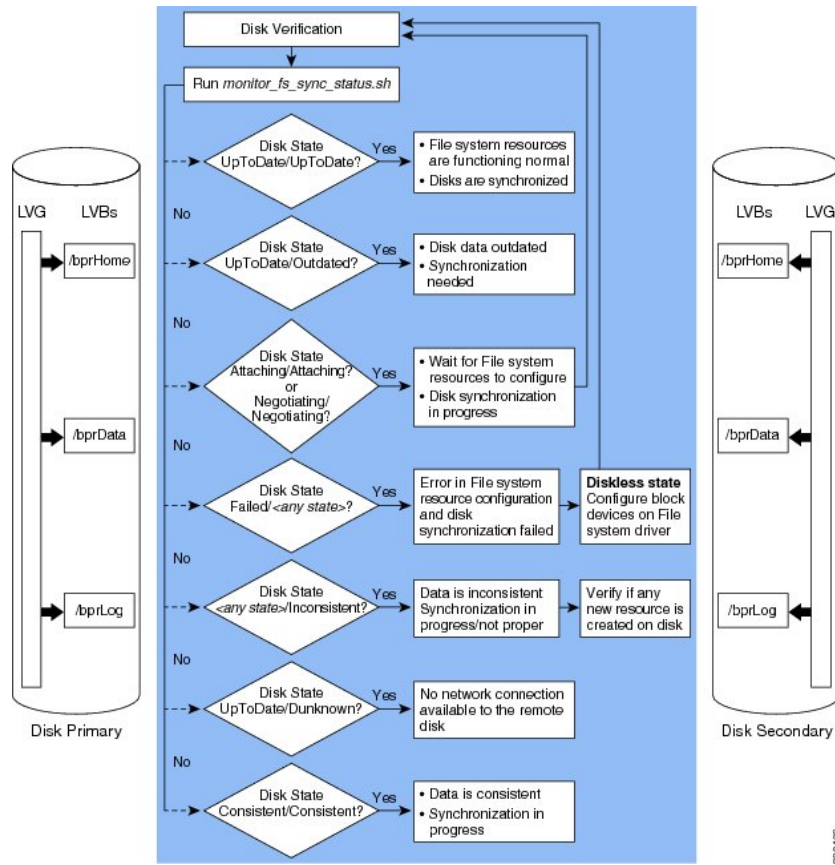 Disk Verification
Run monitor_fs_sync_status.sh
Disk State
UpToDate/UpToDate?
Yes
• File system resources
are functioning normal
• Disks are synchronized
No
Disk State
UpToDate/Outdated?
Yes
• Disk data outdated
• Synchronization
needed
No
Disk State
Attaching/Attaching?
or
Negotiating/
Negotiating?
Yes
• Wait for File system
resources to configure
• Disk synchronization
in progress
No
Disk State
Failed/<any state>?
Yes
Error in File system
resource configuration
and disk
synchronization failed
Diskless state
Configure block
devices on File
system driver
No
Disk State
<any state>/Inconsistent?
Yes
Data is inconsistent
Synchronization in
progress/not proper
Verify if any
new resource is
created on disk
No
Disk State
UpToDate/Dunknown?
Yes
No network connection
available to the remote
disk
No
Disk State
Consistent/Consistent?
Yes
• Data is consistent
• Synchronization in
progress
LVG
LVBs
/bprHome
/bprData
/bprLog
Disk Primary
LVBs
LVG
/bprHome
/bprData
/bprLog
Disk Secondary